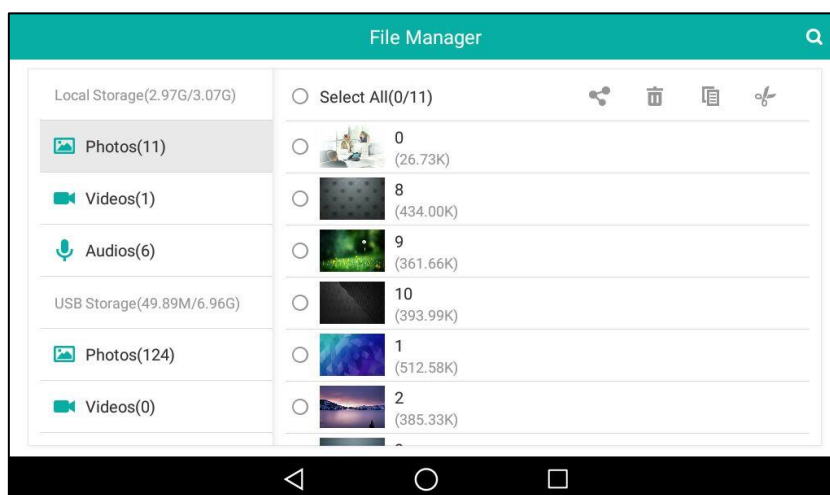 File Manager
Local Storage(2.97G/3.07G)
Photos(11)
Videos(1)
Audios(6)
USB Storage(49.89M/6.96G)
Photos(124)
Videos(0)
Select All(0/11)
0
(26.73K)
8
(434.00K)
9
(361.66K)
10
(393.99K)
1
(512.58K)
2
(385.33K)